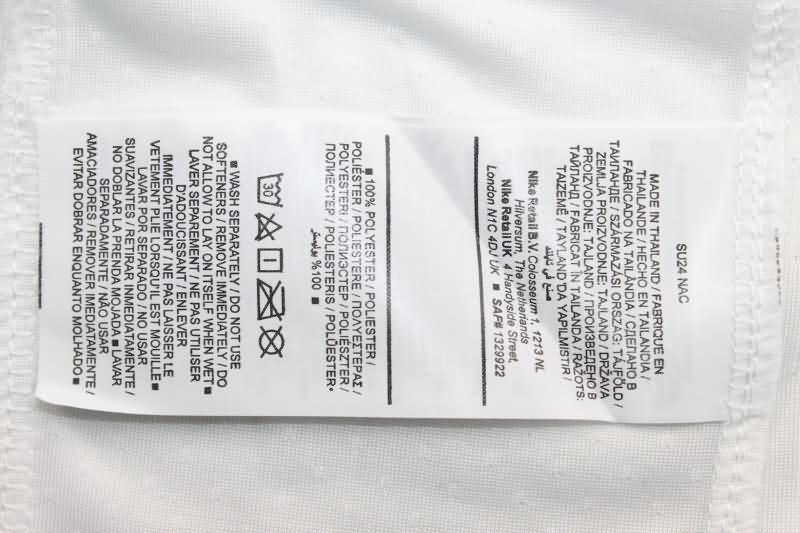 SU24 NAC
MADE IN THAILAND / FABRIQUE EN
THAILANDE / HECHO EN TAILANDIA /
FABRICADO NA TAILÂNDIA / СДЕЛАНО В
ТАИЛАНДЕ / SZÁRMAZÁSI ORSZÁG: TAJFÖLD /
ZEMLJA PROIZVODNJE: TAJLAND / DRŽAVA
PROIZVODNJE TAJLAND / ПРОИЗВЕДЕНО В
ТАЙЛАНД / FABRICAT ÎN TAILANDA / RAŽOTS:
TAIZEMĒ / TAYLAND'DA YAPILMIŞTIR /
صنع في تايلند
Nike Retail B.V. Colosseum 1, 1213 NL
Hilversum, The Netherlands
Nike Retail UK, 4 Handyside Street,
London N1C 4DJ UK ■ SAP# 1329922
■ 100% POLYESTER / POLIESTER /
POLIÉSTER / POLIESTERE / ΠΟΛΥΕΣΤΕΡΑΣ /
POLYESTERI / ПОЛИЭСТЕР / POLIÉSZTER /
ПОЛИЕСТЕР / POLIESTERIS / POLÜESTER •
%100 بوليستر ■
30
■ WASH SEPARATELY / DO NOT USE
SOFTENERS / REMOVE IMMEDIATELY / DO
NOT ALLOW TO LAY ON ITSELF WHEN WET ■
LAVER SEPAREMENT / NE PAS UTILISER
D'ADOUCISSANT / ENLEVER
IMMEDIATEMENT / NE PAS LAISSER LE
VETEMENT PLIE LORSQU'IL EST MOUILLE ■
LAVAR POR SEPARADO / NO USAR
SUAVIZANTES / RETIRAR INMEDIATAMENTE /
NO DOBLAR LA PRENDA MOJADA ■ LAVAR
SEPARADAMENTE / NÃO USAR
AMACIADORES / REMOVER IMEDIATAMENTE /
EVITAR DOBRAR ENQUANTO MOLHADO ■